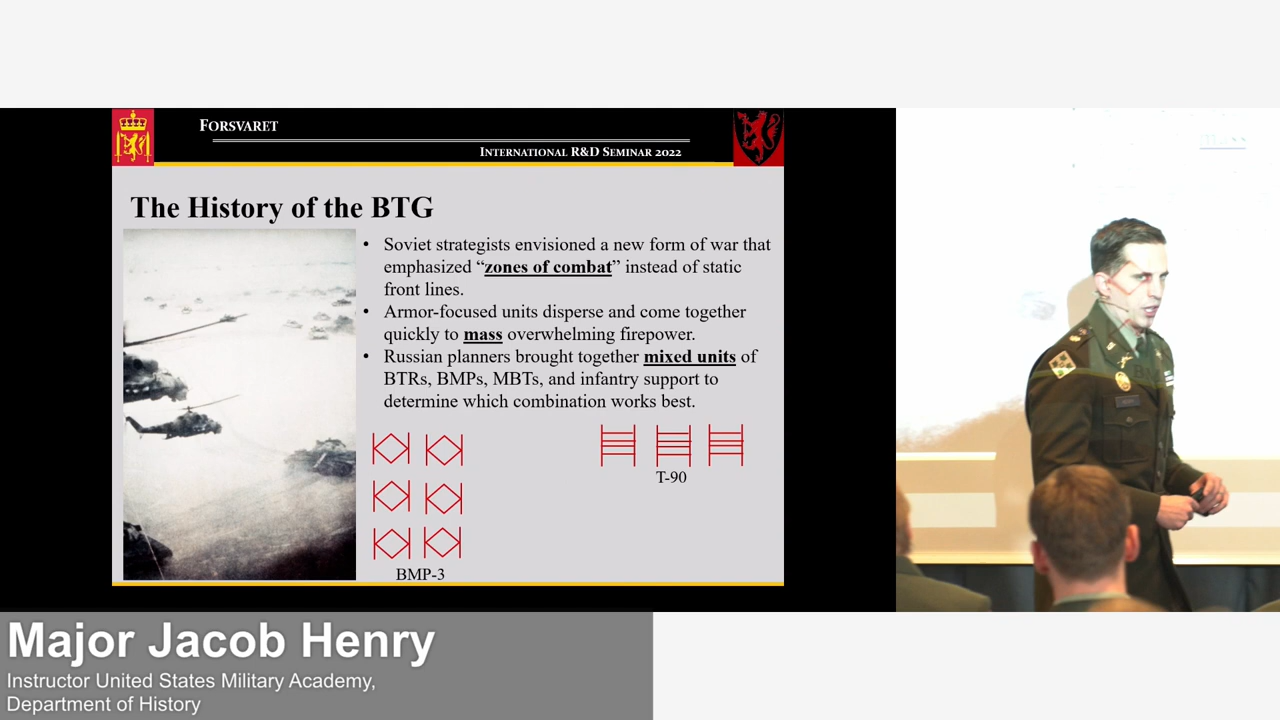 FORSVARET
INTERNATIONAL R&D SEMINAR 2022
The History of the BTG
• Soviet strategists envisioned a new form of war that
emphasized “zones of combat” instead of static
front lines.
• Armor-focused units disperse and come together
quickly to mass overwhelming firepower.
• Russian planners brought together mixed units of
BTRs, BMPs, MBTs, and infantry support to
determine which combination works best.
T-90
BMP-3
Major Jacob Henry
Instructor United States Military Academy,
Department of History